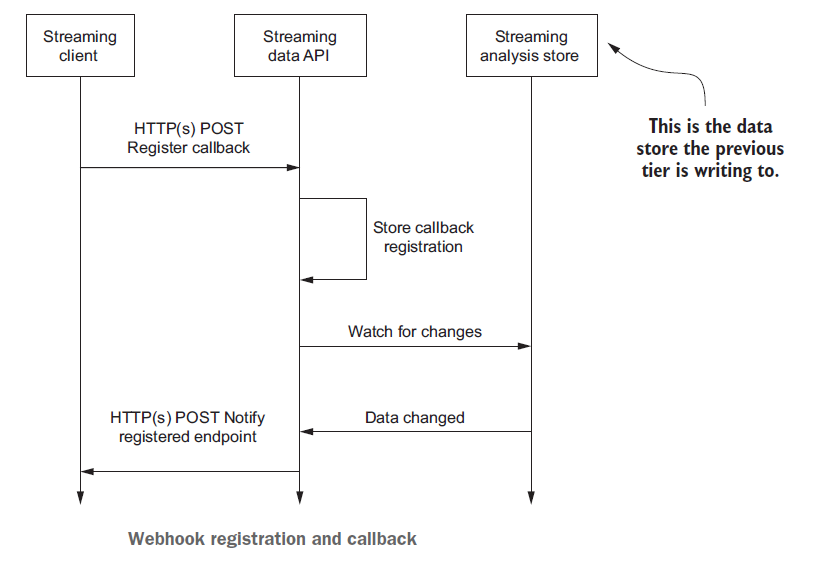 Streaming
client
Streaming
data API
Streaming
analysis store
This is the data
store the previous
tier is writing to.
HTTP(s) POST
Register callback
Store callback
registration
Watch for changes
Data changed
HTTP(s) POST Notify
registered endpoint
Webhook registration and callback